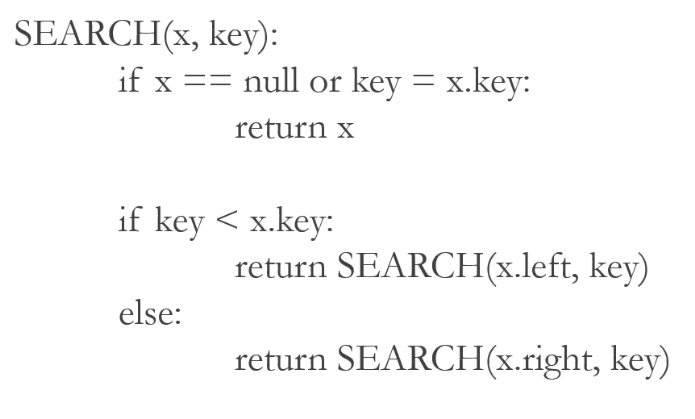 SEARCH(x, key):
if x == null or key = x.key:
return x
if key < x.key:
return SEARCH(x.left, key)
else:
return SEARCH(x.right, key)